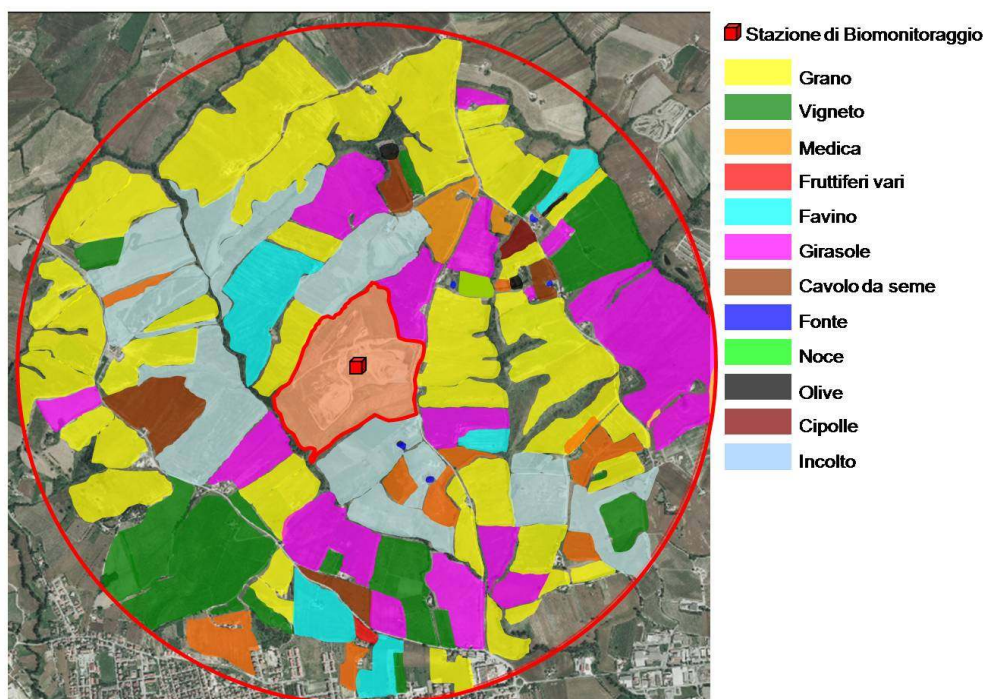 Stazione di Biomonitoraggio
Grano
Vigneto
Medica
Fruttiferi vari
Favino
Girasole
Cavolo da seme
Fonte
Noce
Olive
Cipolle
Incolto